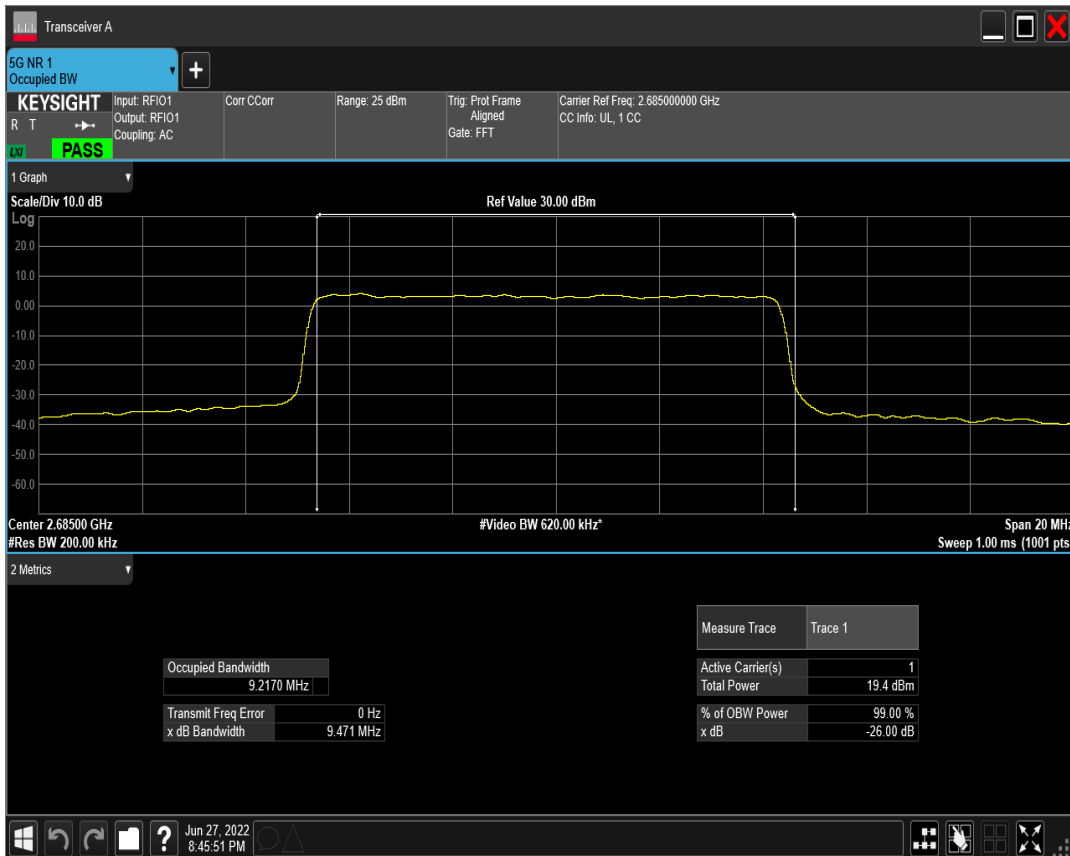 Transceiver A
5G NR 1
Occupied BW
KEYSIGHT
R T
LXI
PASS
Input: RFIO1
Output: RFIO1
Coupling: AC
Corr CCorr
Range: 25 dBm
Trig: Prot Frame
Aligned
Gate: FFT
Carrier Ref Freq: 2.685000000 GHz
CC Info: UL, 1 CC
1 Graph
Scale/Div 10.0 dB
Ref Value 30.00 dBm
Log
20.0
10.0
0.00
-10.0
-20.0
-30.0
-40.0
-50.0
-60.0
Center 2.68500 GHz
#Video BW 620.00 kHz*
Span 20 MHz
#Res BW 200.00 kHz
Sweep 1.00 ms (1001 pts
2 Metrics
Measure Trace Trace 1
Occupied Bandwidth
9.2170 MHz
Active Carrier(s) 1
Total Power 19.4 dBm
Transmit Freq Error 0 Hz
x dB Bandwidth 9.471 MHz
% of OBW Power 99.00 %
x dB -26.00 dB
?
Jun 27, 2022
8:45:51 PM